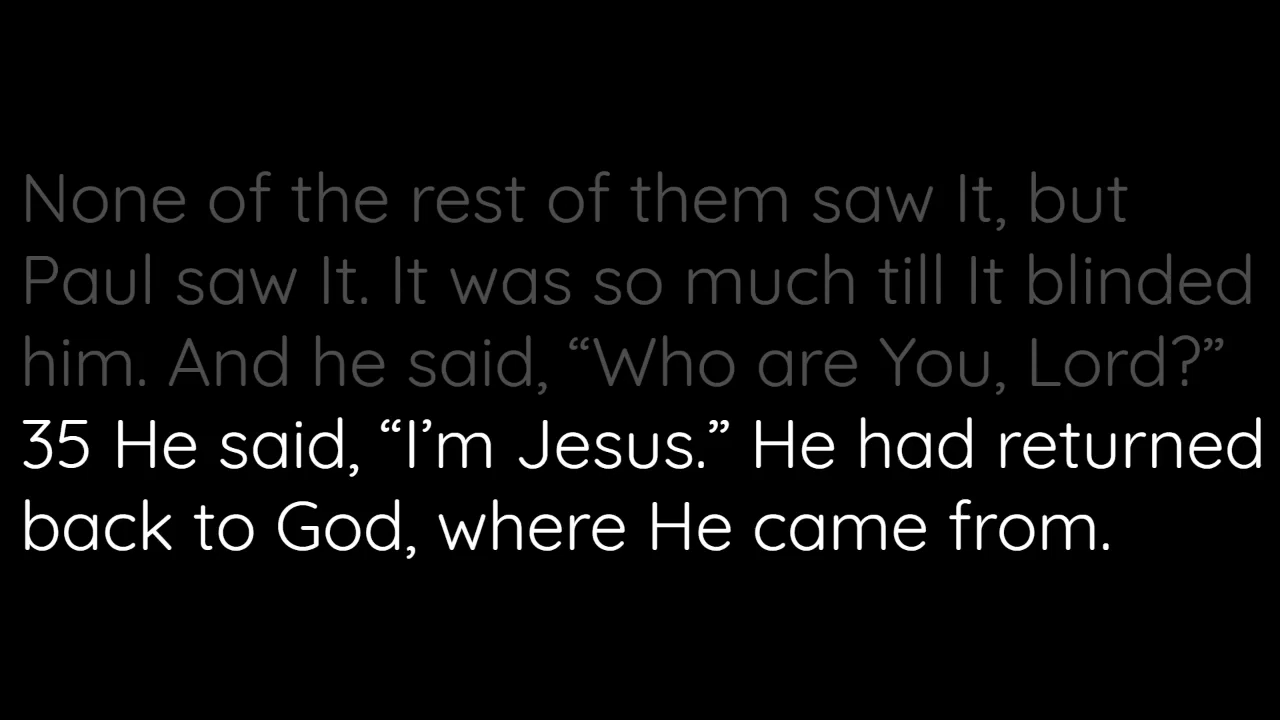 None of the rest of them saw It, but
Paul saw It. It was so much till It blinded
him. And he said, “Who are You, Lord?”
35 He said, “I’m Jesus.” He had returned
back to God, where He came from.